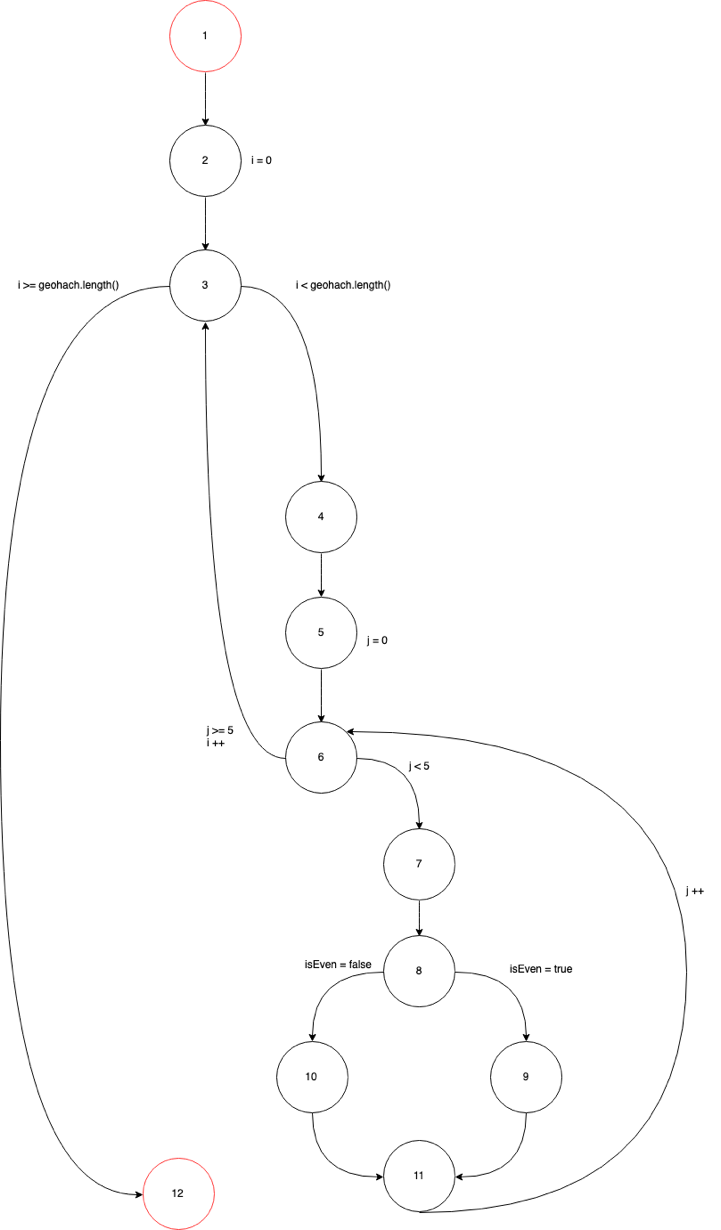 1
2
i = 0
3
i >= geohach.length()
i < geohach.length()
4
5
j = 0
j >= 5
i ++
6
j < 5
7
j ++
8
isEven = false
isEven = true
10
9
11
12